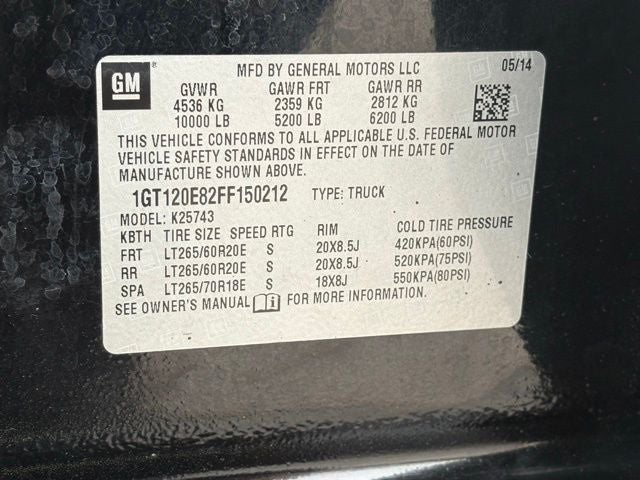 GM
MFD BY GENERAL MOTORS LLC 05/14
GVWR GAWR FRT GAWR RR
4536 KG 2359 KG 2812 KG
10000 LB 5200 LB 6200 LB
THIS VEHICLE CONFORMS TO ALL APPLICABLE U.S. FEDERAL MOTOR
VEHICLE SAFETY STANDARDS IN EFFECT ON THE DATE OF
MANUFACTURE SHOWN ABOVE.
1GT120E82FF150212 TYPE: TRUCK
MODEL: K25743
KBTH TIRE SIZE SPEED RTG RIM COLD TIRE PRESSURE
FRT LT265/60R20E S 20X8.5J 420KPA(60PSI)
RR LT265/60R20E S 20X8.5J 520KPA(75PSI)
SPA LT265/70R18E S 18X8J 550KPA(80PSI)
SEE OWNER'S MANUAL FOR MORE INFORMATION.